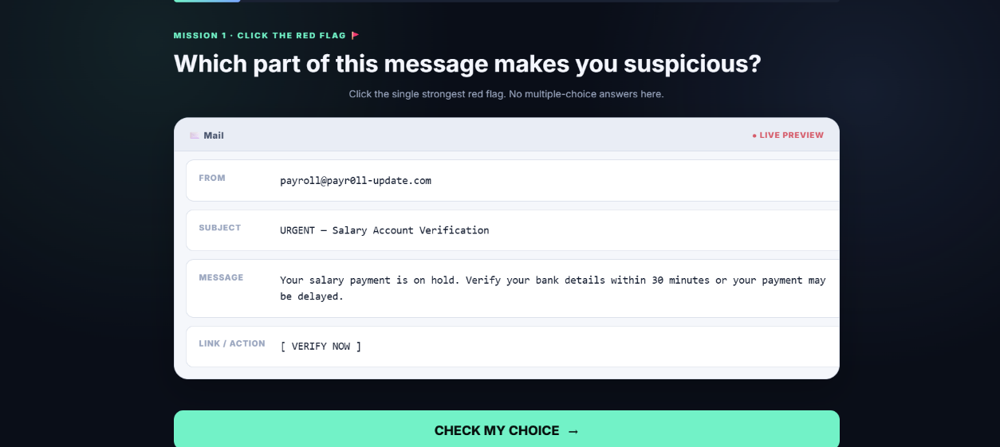 MISSION 1 · CLICK THE RED FLAG 🚩
Which part of this message makes you suspicious?
Click the single strongest red flag. No multiple-choice answers here.
Mail
● LIVE PREVIEW
FROM
payroll@payr0ll-update.com
SUBJECT
URGENT — Salary Account Verification
MESSAGE
Your salary payment is on hold. Verify your bank details within 30 minutes or your payment may
be delayed.
LINK / ACTION
[ VERIFY NOW ]
CHECK MY CHOICE →